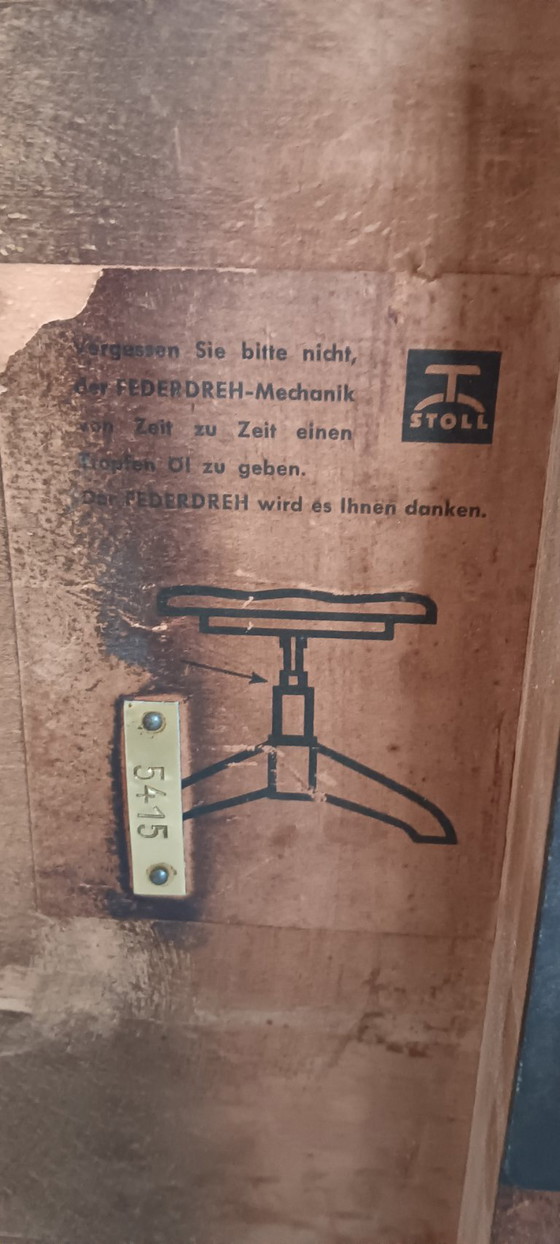 Vergessen Sie bitte nicht,
der FEDERDREH-Mechanik
von Zeit zu Zeit einen
Tropfen Öl zu geben.
Der FEDERDREH wird es Ihnen danken.
STOLL
5415